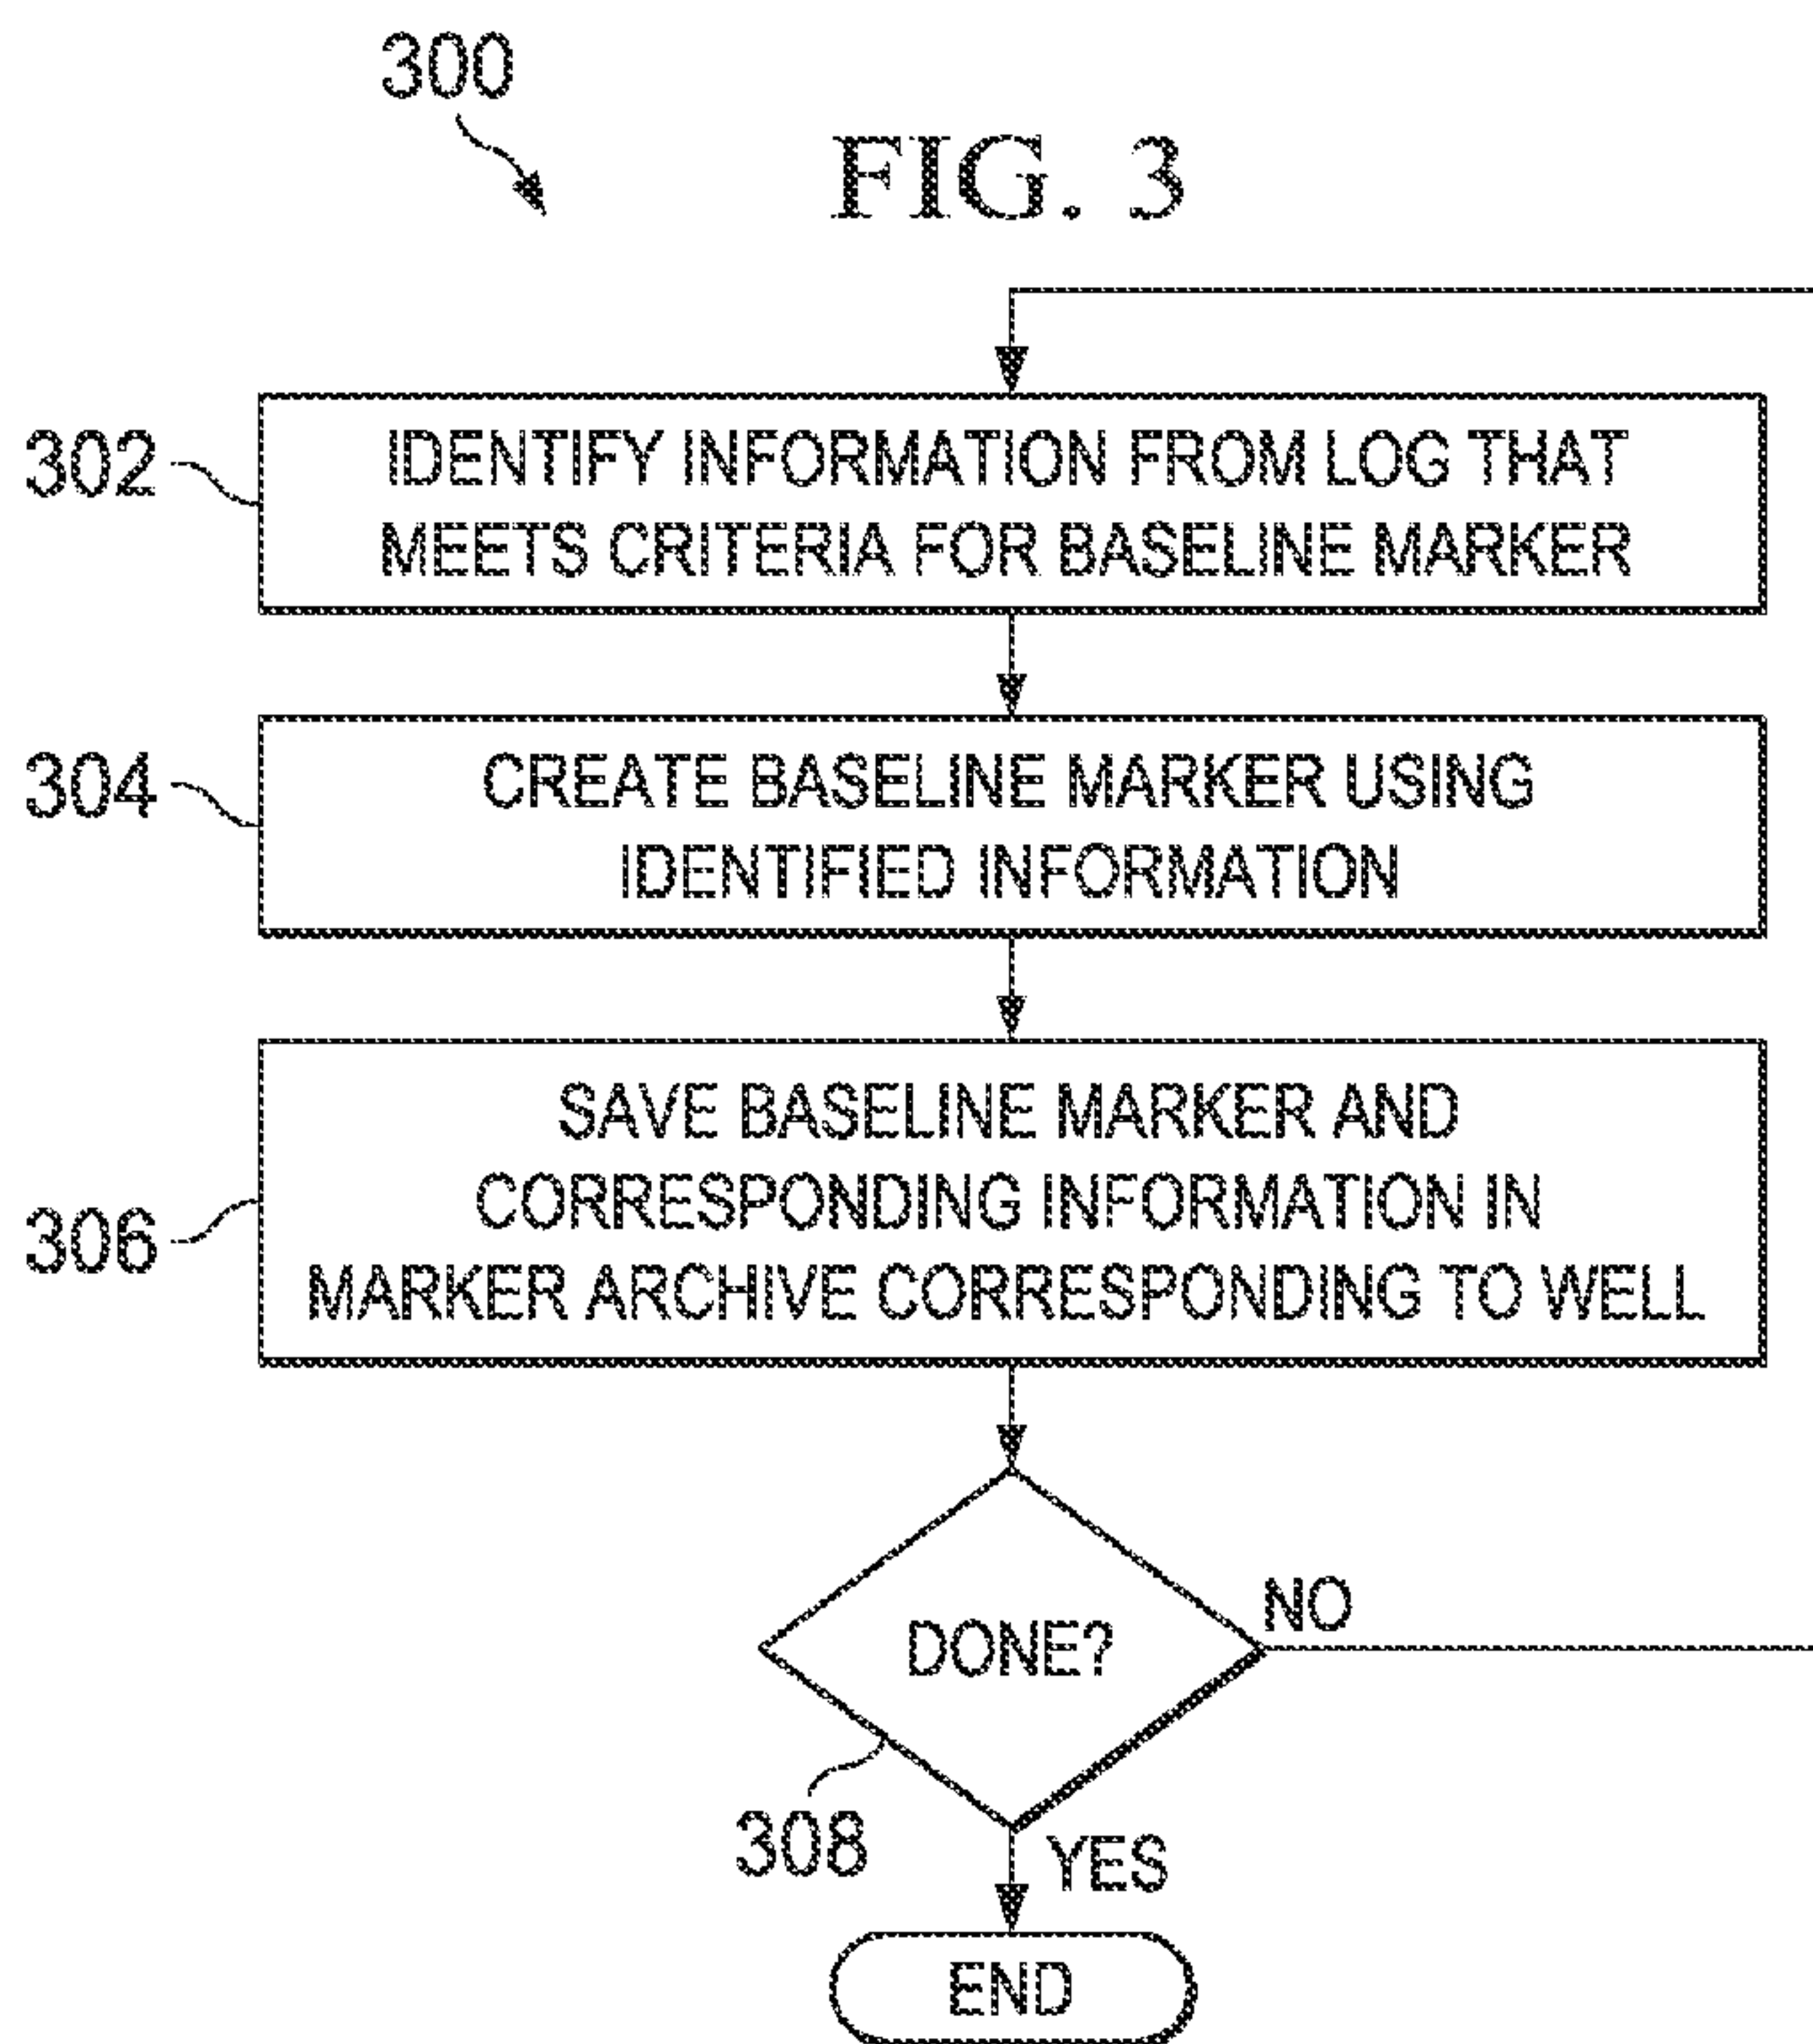 300
FIG. 3
302
IDENTIFY INFORMATION FROM LOG THAT
MEETS CRITERIA FOR BASELINE MARKER
304
CREATE BASELINE MARKER USING
IDENTIFIED INFORMATION
306
SAVE BASELINE MARKER AND
CORRESPONDING INFORMATION IN
MARKER ARCHIVE CORRESPONDING TO WELL
DONE?
NO
308
YES
END